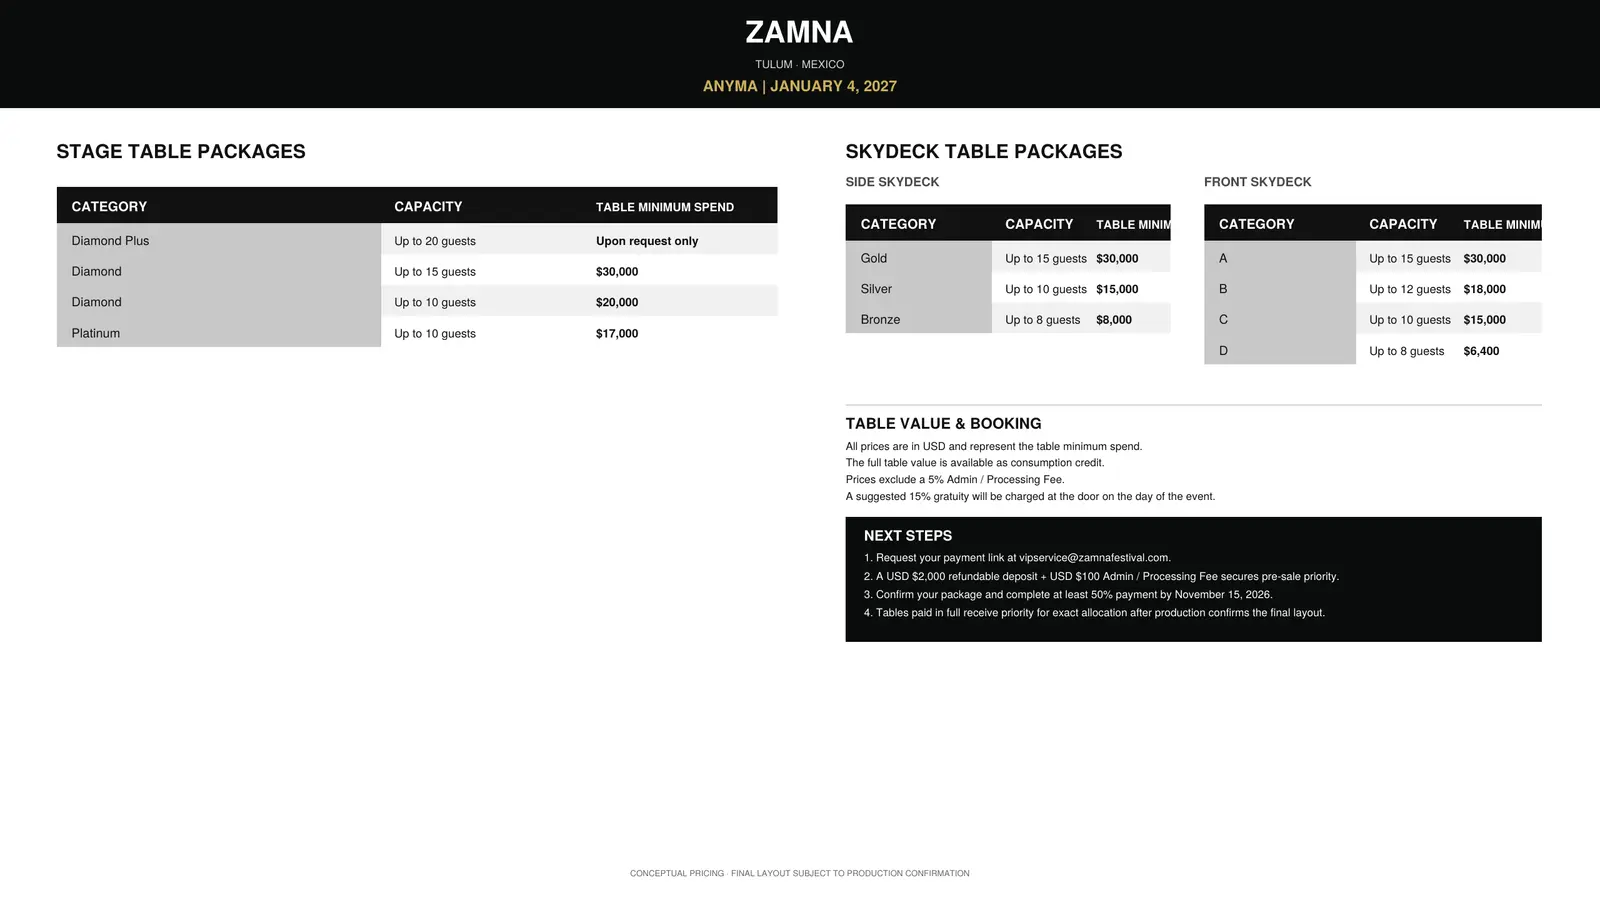 ZAMNA
TULUM · MEXICO
ANYMA | JANUARY 4, 2027
STAGE TABLE PACKAGES
CATEGORY CAPACITY TABLE MINIMUM SPEND
Diamond Plus Up to 20 guests Upon request only
Diamond Up to 15 guests $30,000
Diamond Up to 10 guests $20,000
Platinum Up to 10 guests $17,000
SKYDECK TABLE PACKAGES
SIDE SKYDECK
CATEGORY CAPACITY TABLE MINIM
Gold Up to 15 guests $30,000
Silver Up to 10 guests $15,000
Bronze Up to 8 guests $8,000
FRONT SKYDECK
CATEGORY CAPACITY TABLE MINIMU
A Up to 15 guests $30,000
B Up to 12 guests $18,000
C Up to 10 guests $15,000
D Up to 8 guests $6,400
TABLE VALUE & BOOKING
All prices are in USD and represent the table minimum spend.
The full table value is available as consumption credit.
Prices exclude a 5% Admin / Processing Fee.
A suggested 15% gratuity will be charged at the door on the day of the event.
NEXT STEPS
1. Request your payment link at vipservice@zamnafestival.com.
2. A USD $2,000 refundable deposit + USD $100 Admin / Processing Fee secures pre-sale priority.
3. Confirm your package and complete at least 50% payment by November 15, 2026.
4. Tables paid in full receive priority for exact allocation after production confirms the final layout.
CONCEPTUAL PRICING · FINAL LAYOUT SUBJECT TO PRODUCTION CONFIRMATION